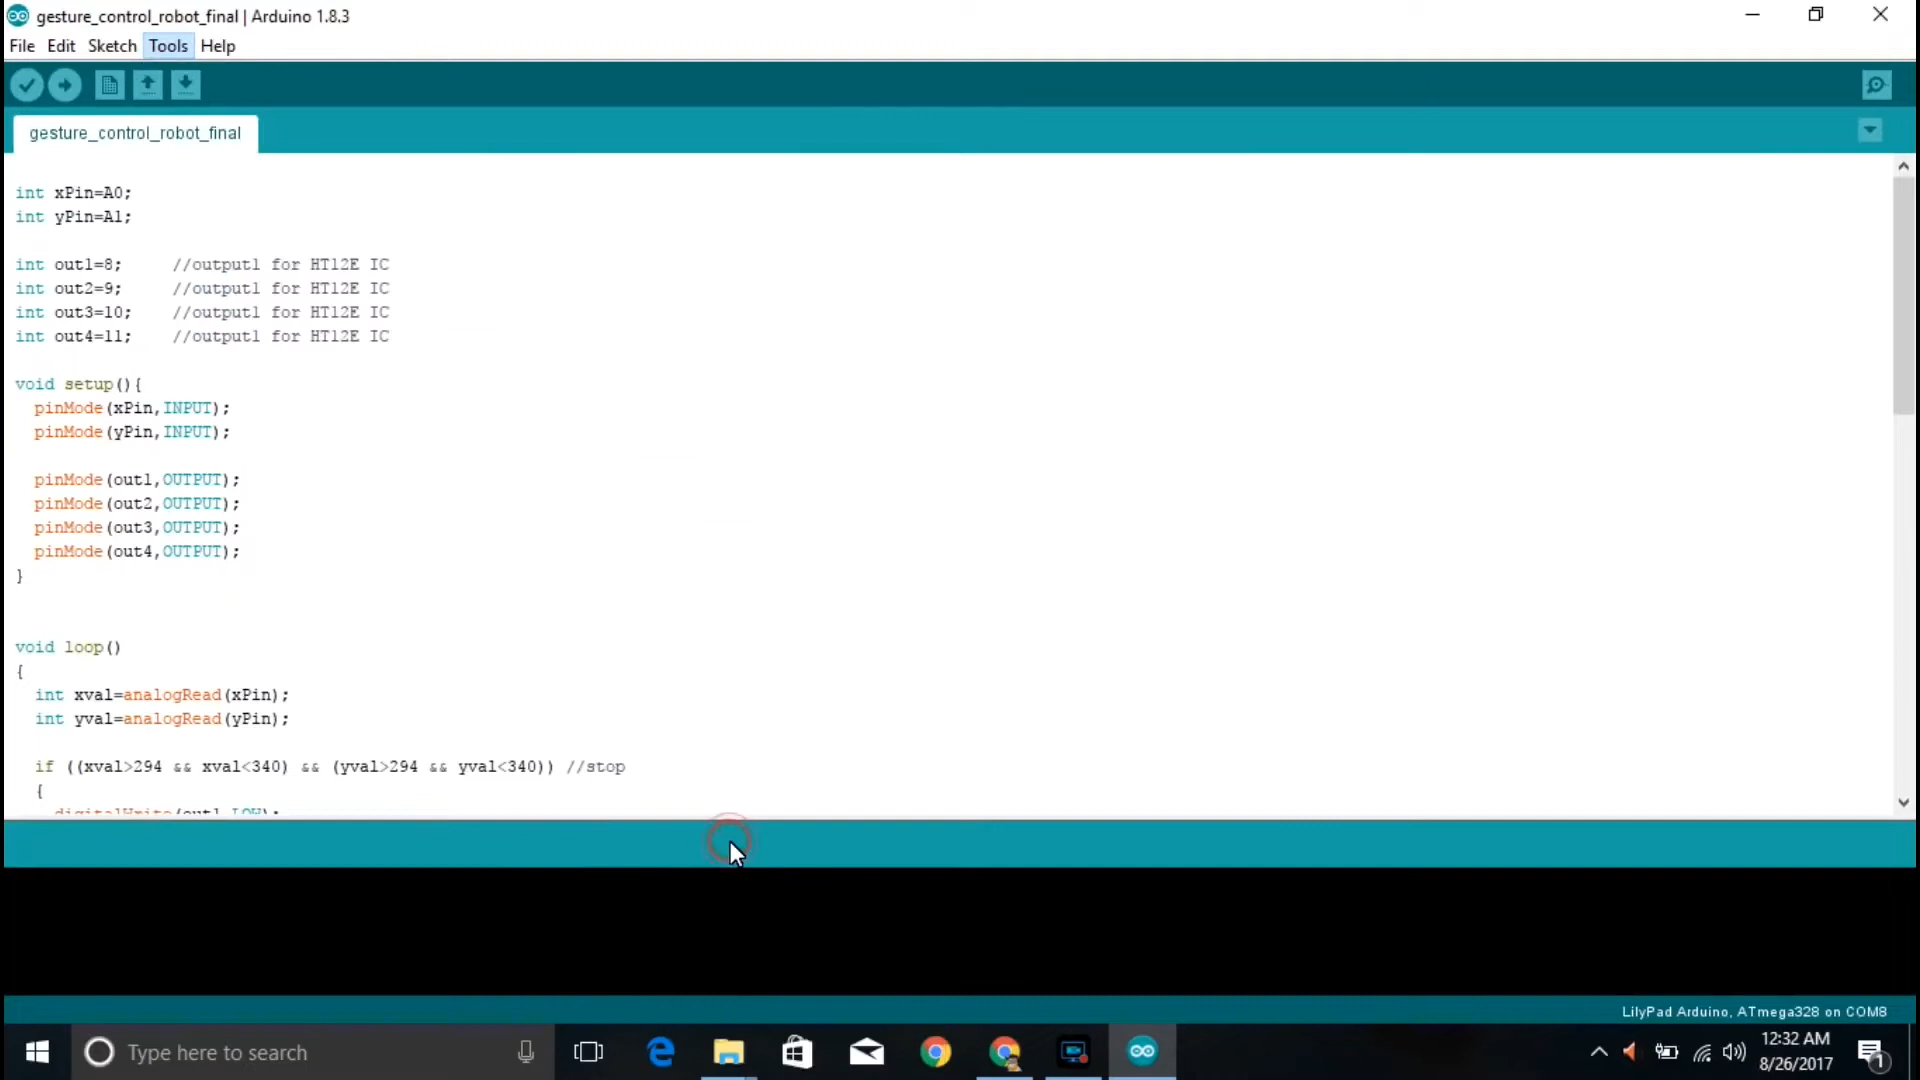 gesture_control_robot_final | Arduino 1.8.3
File Edit Sketch Tools Help
gesture_control_robot_final
int xPin=A0;
int yPin=A1;
int out1=8; //output1 for HT12E IC
int out2=9; //output1 for HT12E IC
int out3=10; //output1 for HT12E IC
int out4=11; //output1 for HT12E IC
void setup(){
pinMode(xPin,INPUT);
pinMode(yPin,INPUT);
pinMode(out1,OUTPUT);
pinMode(out2,OUTPUT);
pinMode(out3,OUTPUT);
pinMode(out4,OUTPUT);
}
void loop()
{
int xval=analogRead(xPin);
int yval=analogRead(yPin);
if ((xval>294 && xval<340) && (yval>294 && yval<340)) //stop
{
digitalWrite(out1,LOW);
LilyPad Arduino, ATmega328 on COM8
Type here to search
12:32 AM
8/26/2017
1